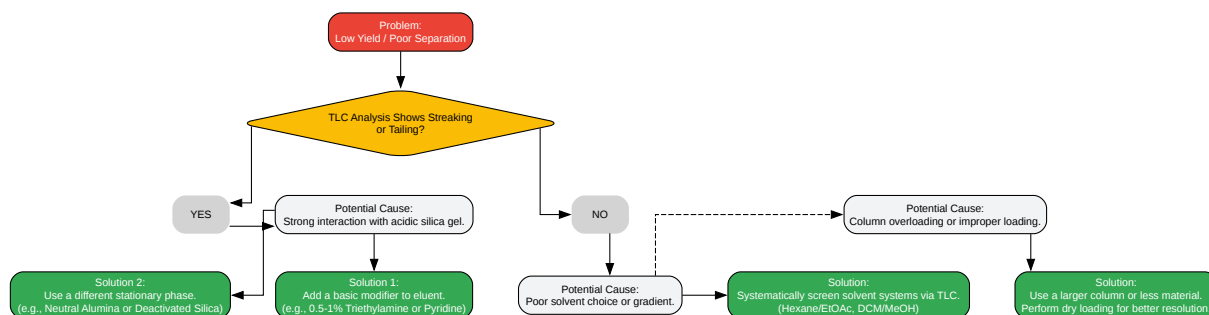 Problem:
Low Yield / Poor Separation
TLC Analysis Shows Streaking
or Tailing?
YES
Potential Cause:
Strong interaction with acidic silica gel.
NO
Potential Cause:
Column overloading or improper loading.
Solution 2:
Use a different stationary phase.
(e.g., Neutral Alumina or Deactivated Silica)
Solution 1:
Add a basic modifier to eluent.
(e.g., 0.5-1% Triethylamine or Pyridine)
Potential Cause:
Poor solvent choice or gradient.
Solution:
Systematically screen solvent systems via TLC.
(Hexane/EtOAc, DCM/MeOH)
Solution:
Use a larger column or less material.
Perform dry loading for better resolution